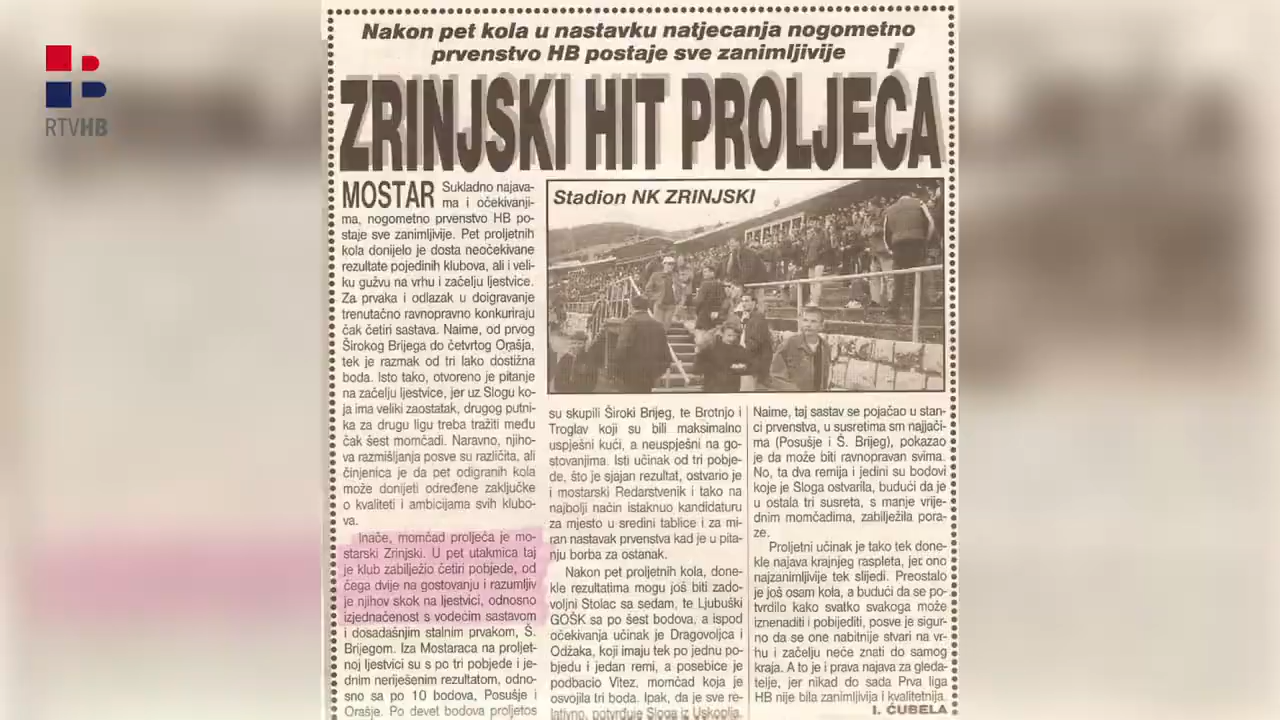 RTVHB
Nakon pet kola u nastavku natjecanja nogometno
prvenstvo HB postaje sve zanimljivije
ZRINJSKI HIT PROLJEĆA
MOSTAR Sukladno najava-
ma i očekivanji-
ma, nogometno prvenstvo HB po-
staje sve zanimljivije. Pet proljetnih
kola donijelo je dosta neočekivane
rezultate pojedinih klubova, ali i veli-
ku gužvu na vrhu i začelju ljestvice.
Za prvaka i odlazak u doigravanje
trenutačno ravnopravno konkuriraju
čak četiri sastava. Naime, od prvog
Širokog Brijega do četvrtog Orašja,
tek je razmak od tri lako dostižna
boda. Isto tako, otvoreno je pitanje
na začelju ljestvice, jer uz Slogu ko-
ja ima veliki zaostatak, drugog putni-
ka za drugu ligu treba tražiti među
čak šest momčadi. Naravno, njiho-
va razmišljanja posve su različita, ali
činjenica je da pet odigranih kola
može donijeti određene zaključke
o kvaliteti i ambicijama svih klubo-
va.
Inače, momčad proljeća je mo-
starski Zrinjski. U pet utakmica taj
je klub zabilježio četiri pobjede, od
čega dvije na gostovanju i razumljiv
je njihov skok na ljestvici, odnosno
izjednačenost s vodećim sastavom
i dosadašnjim stalnim prvakom, Š.
Brijegom. Iza Mostaraca na proljet-
noj ljestvici su s po tri pobjede i je-
dnim neriješenim rezultatom, odno-
sno sa po 10 bodova, Posušje i
Orašje. Po devet bodova proljetos
Stadion NK ZRINJSKI
su skupili Široki Brijeg, te Brotnjo i
Troglav koji su bili maksimalno
uspješni kući, a neuspješni na go-
stovanjima. Isti učinak od tri pobje-
de, što je sjajan rezultat, ostvario je
i mostarski Redarstvenik i tako na
najbolji način istaknuo kandidaturu
za mjesto u sredini tablice i za mi-
ran nastavak prvenstva kad je u pita-
nju borba za ostanak.
Nakon pet proljetnih kola, done-
kle rezultatima mogu još biti zado-
voljni Stolac sa sedam, te Ljubuški
GOŠK sa po šest bodova, a ispod
očekivanja učinak je Dragovoljca i
Odžaka, koji imaju tek po jednu po-
bjedu i jedan remi, a posebice je
podbacio Vitez, momčad koja je
osvojila tri boda. Ipak, da je sve re-
lativno, potvrđuje Sloga iz Uskoplja.
Naime, taj sastav se pojačao u stan-
ci prvenstva, u susretima sm najjači-
ma (Posušje i Š. Brijeg), pokazao
je da može biti ravnopravan svima.
No, ta dva remija i jedini su bodovi
koje je Sloga ostvarila, budući da je
u ostala tri susreta, s manje vrije-
dnim momčadima, zabilježila pora-
ze.
Proljetni učinak je tako tek done-
kle najava krajnjeg raspleta, jer ono
najzanimljivije tek slijedi. Preostalo
je još osam kola, a budući da se po-
tvrdilo kako svatko svakoga može
iznenaditi i pobijediti, posve je sigur-
no da se one nabitnije stvari na vr-
hu i začelju neće znati do samog
kraja. A to je i prava najava za gleda-
telje, jer nikad do sada Prva liga
HB nije bila zanimljivija i kvalitetnija.
I. ĆUBELA